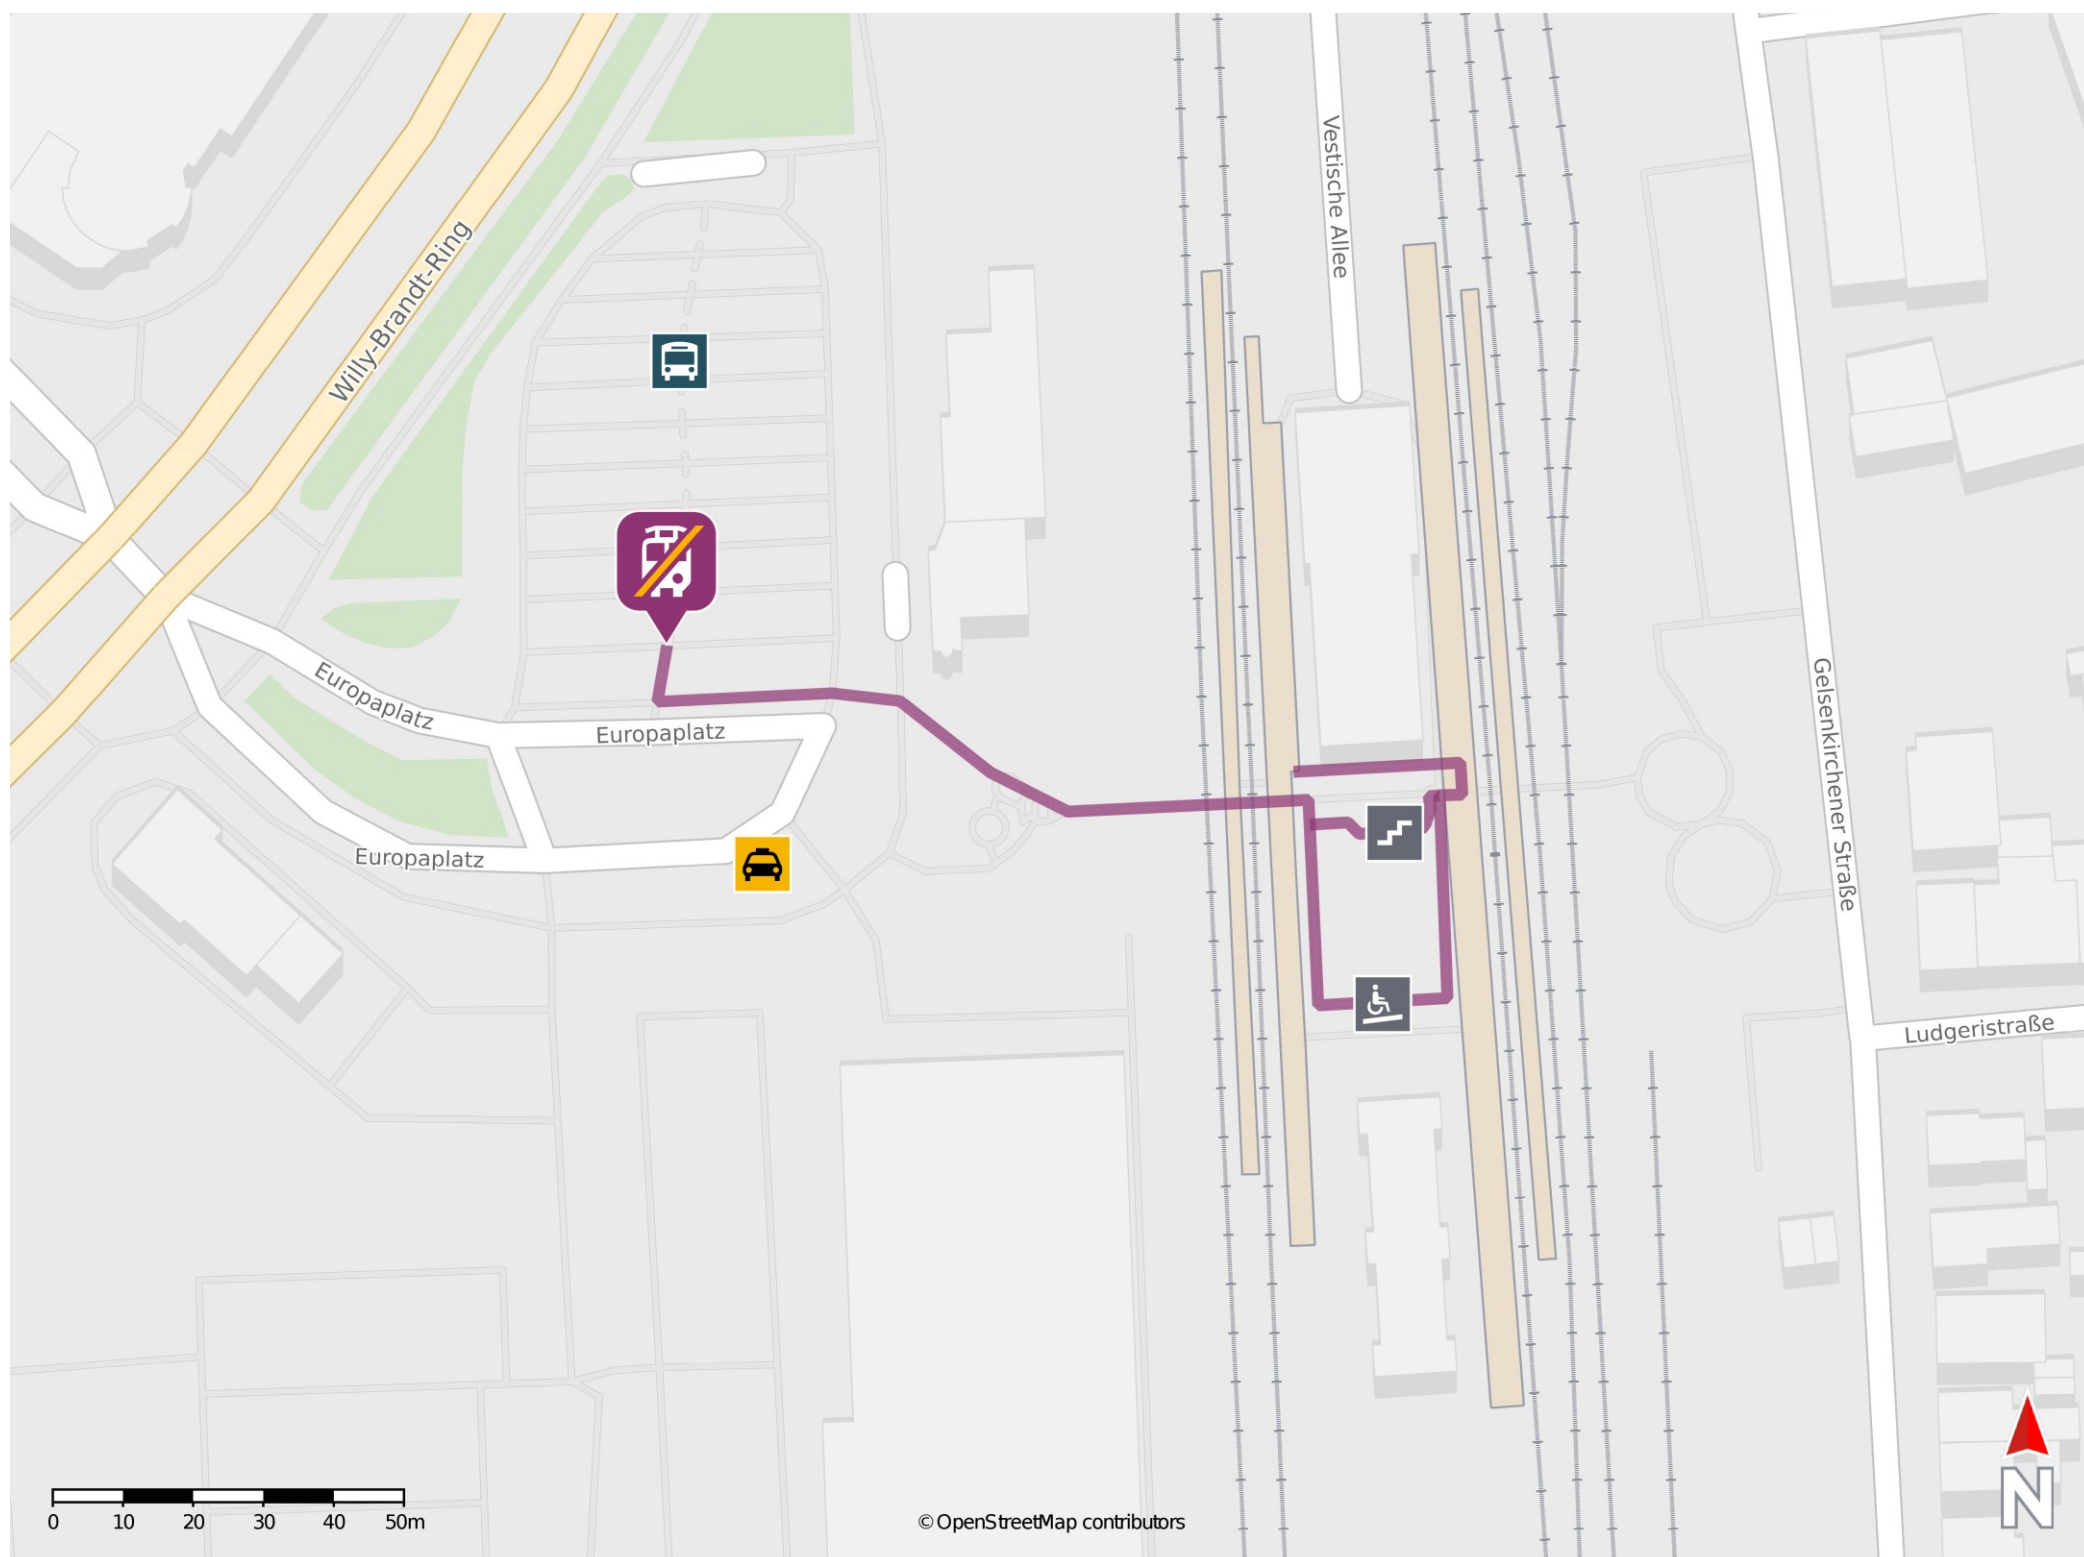 Vestische Allee
Willy-Brandt-Ring
Europaplatz
Europaplatz
Europaplatz
Gelsenkirchener Straße
Ludgeristraße
0 10 20 30 40 50m
© OpenStreetMap contributors
N